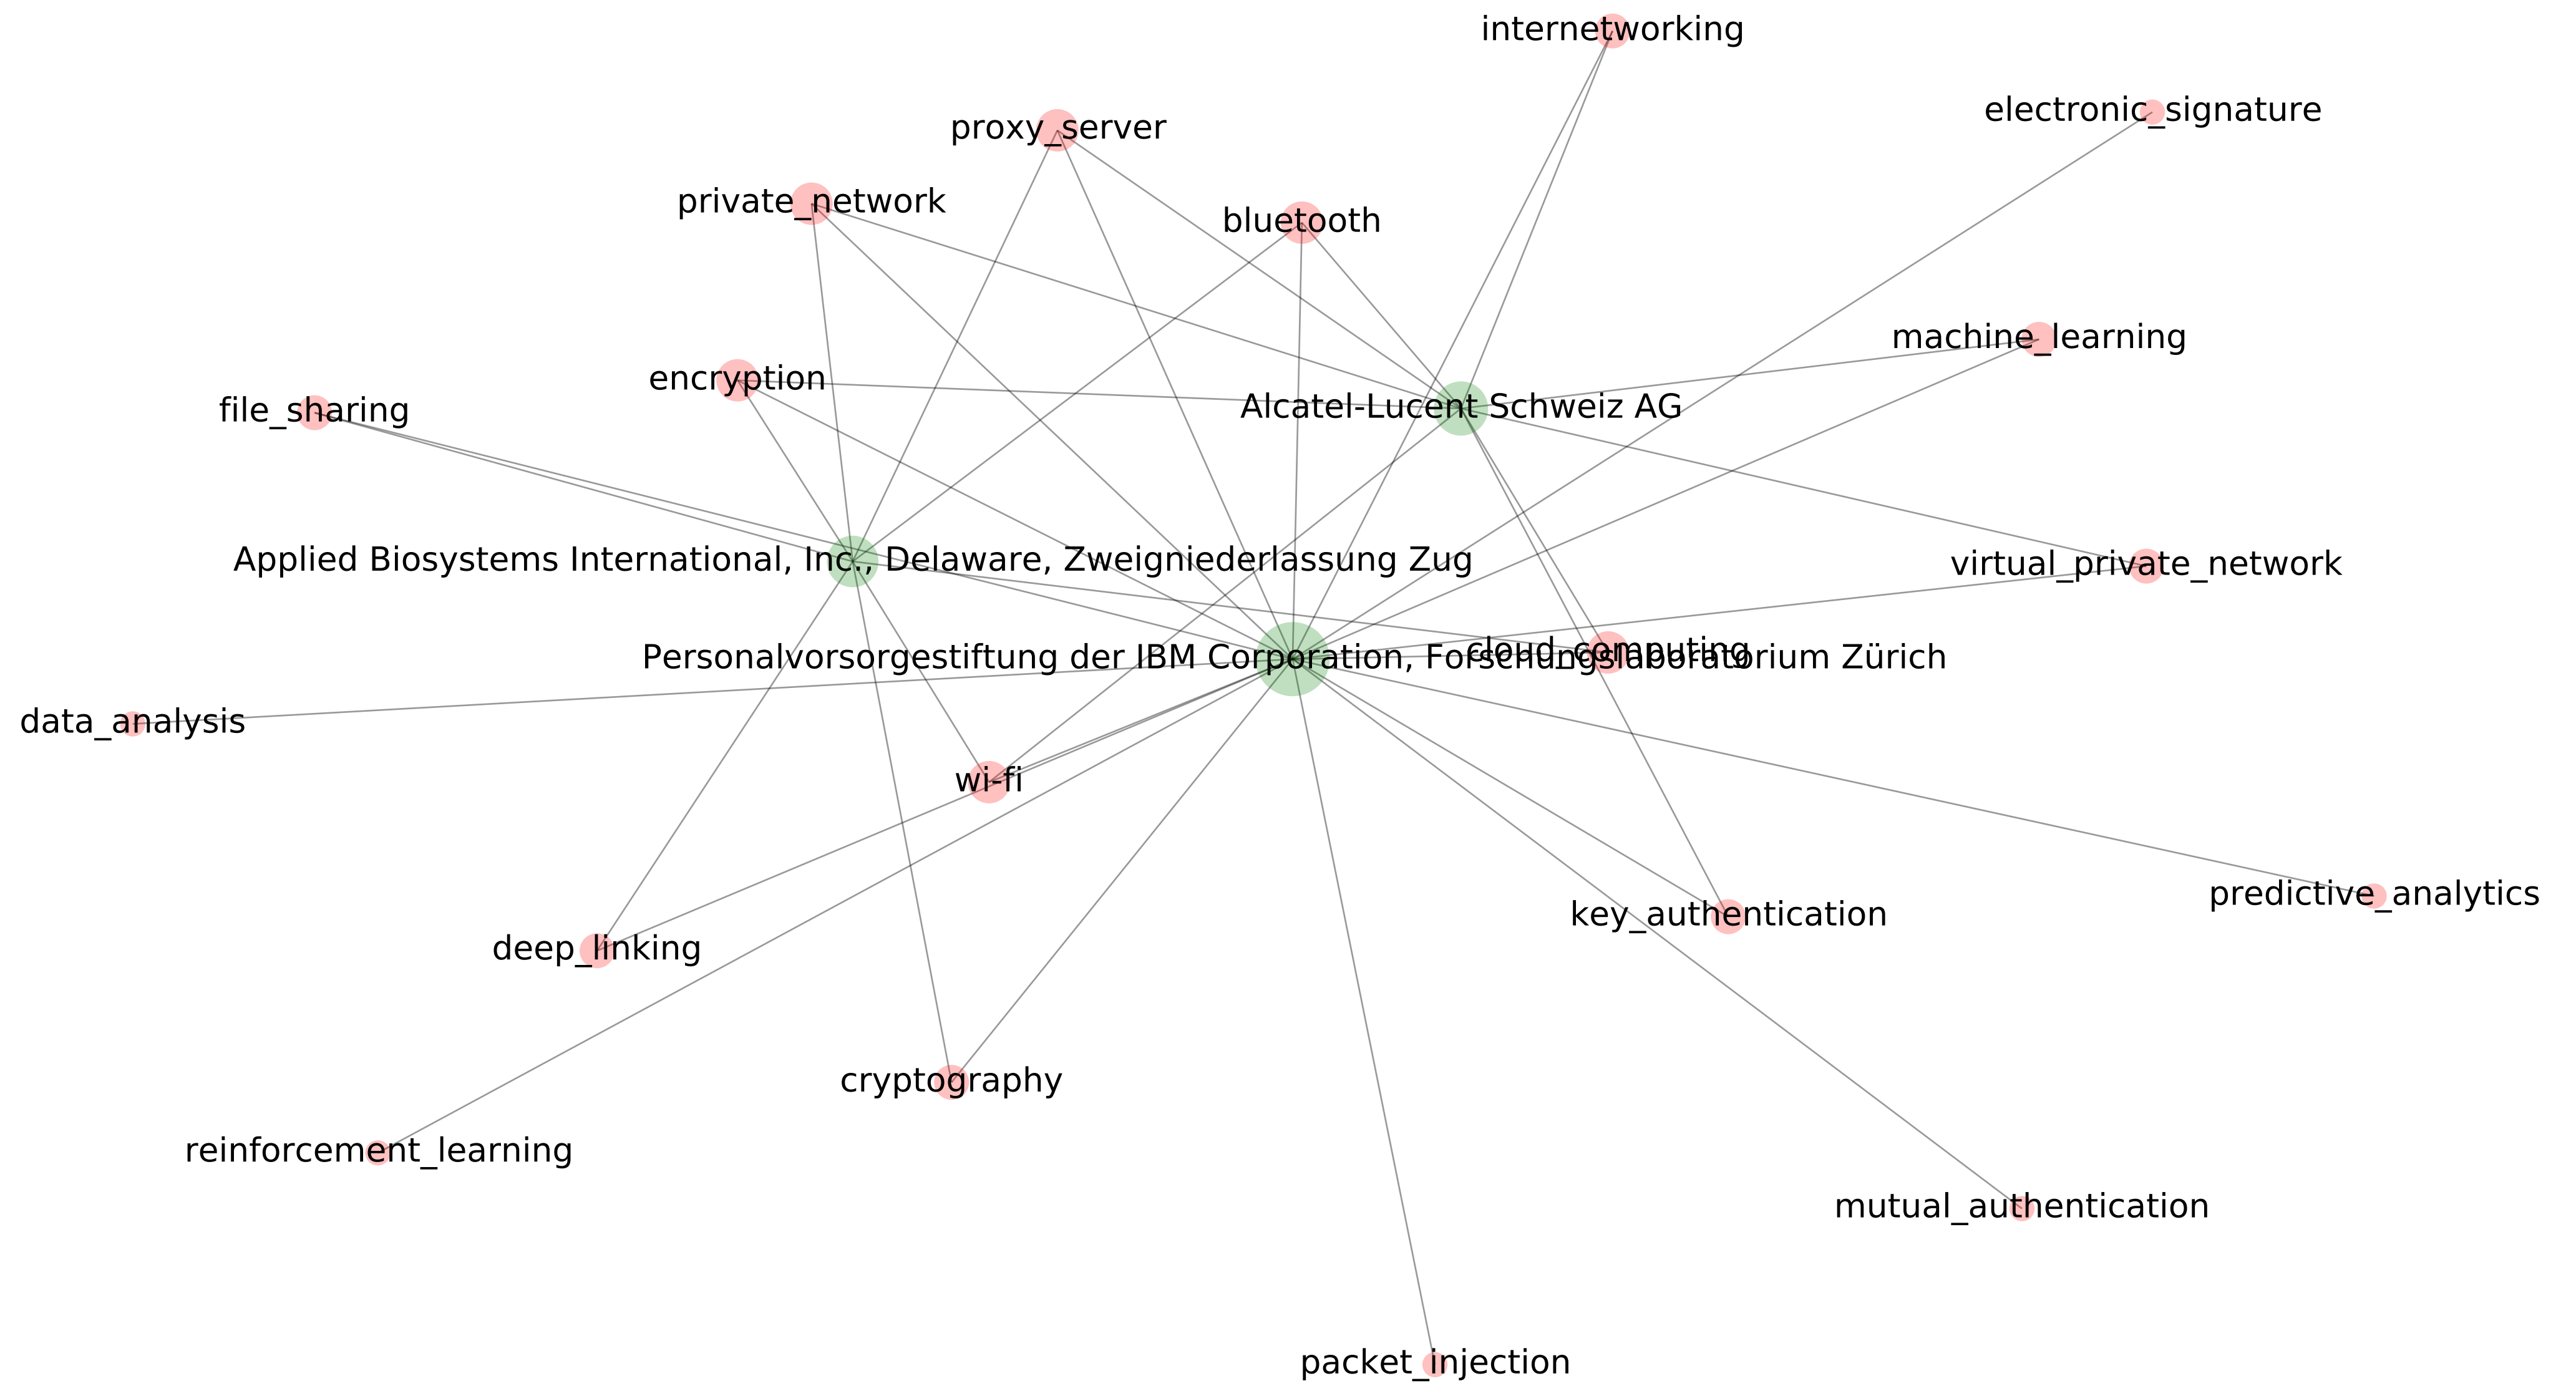 internetworking
electronic_signature
proxy_server
private_network
bluetooth
machine_learning
encryption
file_sharing
Alcatel-Lucent Schweiz AG
Applied Biosystems International, Inc., Delaware, Zweigniederlassung Zug
virtual_private_network
cloud_computing
Personalvorsorgestiftung der IBM Corporation, Forschungslaboratorium Zürich
data_analysis
wi-fi
predictive_analytics
key_authentication
deep_linking
cryptography
reinforcement_learning
mutual_authentication
packet_injection